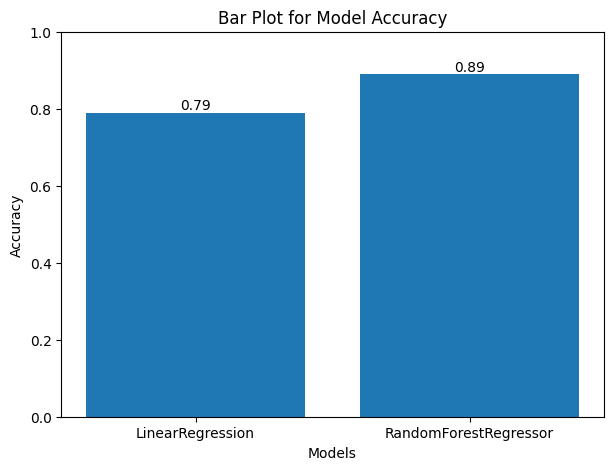 Bar Plot for Model Accuracy
1.0
0.8
0.6
0.4
0.2
0.0
Accuracy
0.79
0.89
LinearRegression
RandomForestRegressor
Models